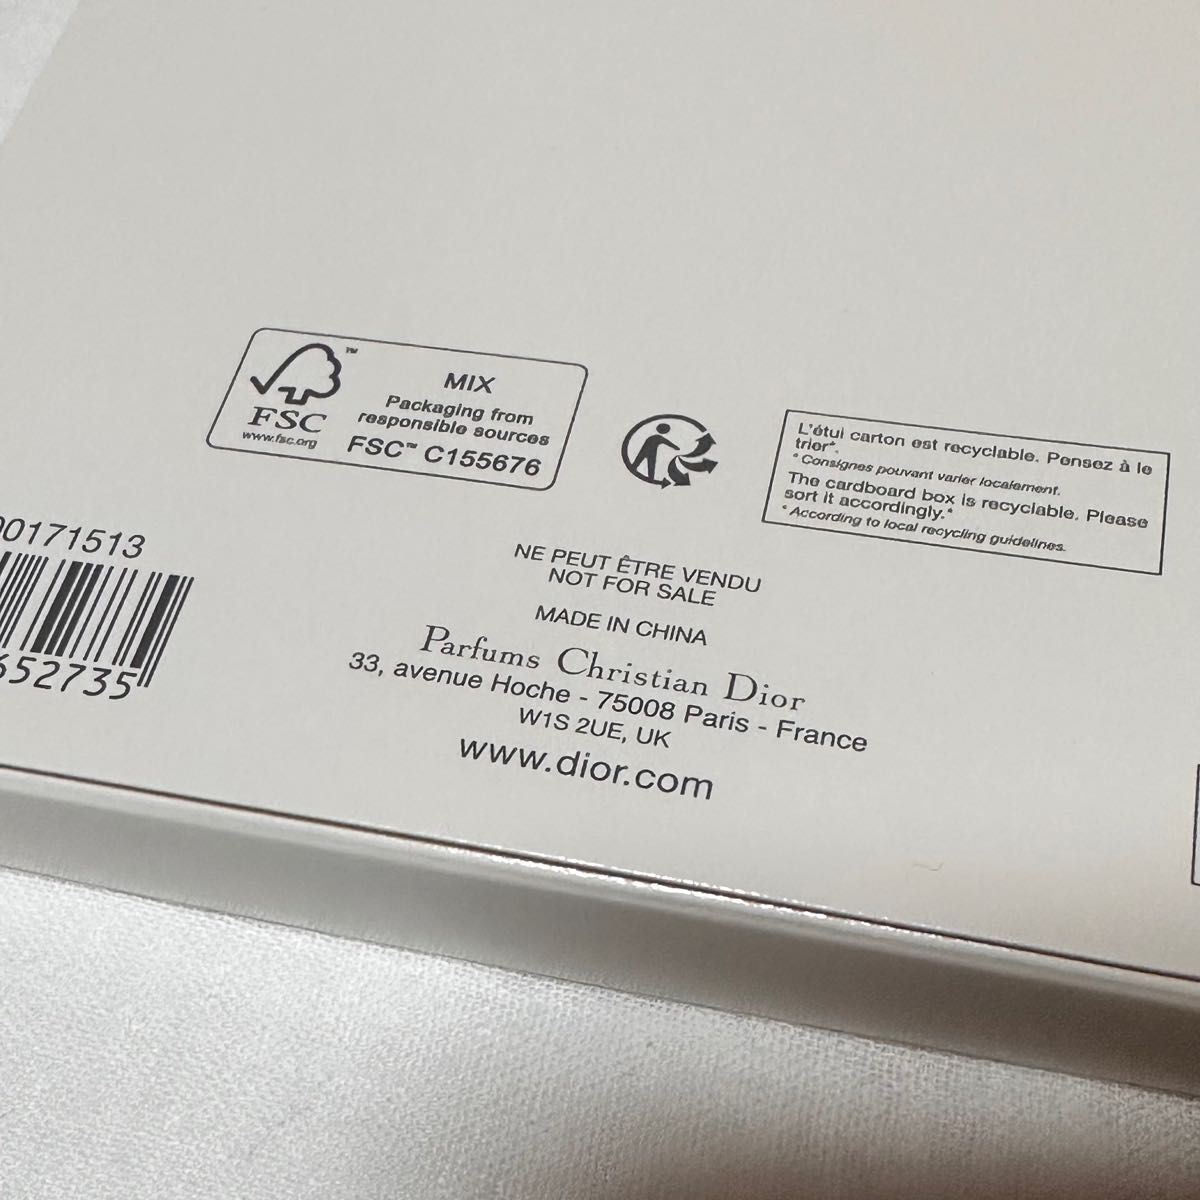 ™
MIX
Packaging from
responsible sources
FSC™ C155676
FSC
www.fsc.org
L'étui carton est recyclable. Pensez à le
trier*.
* Consignes pouvant varier localement.
The cardboard box is recyclable. Please
sort it accordingly.*
* According to local recycling guidelines.
00171513
652735
NE PEUT ÊTRE VENDU
NOT FOR SALE
MADE IN CHINA
Parfums Christian Dior
33, avenue Hoche - 75008 Paris - France
W1S 2UE, UK
www.dior.com